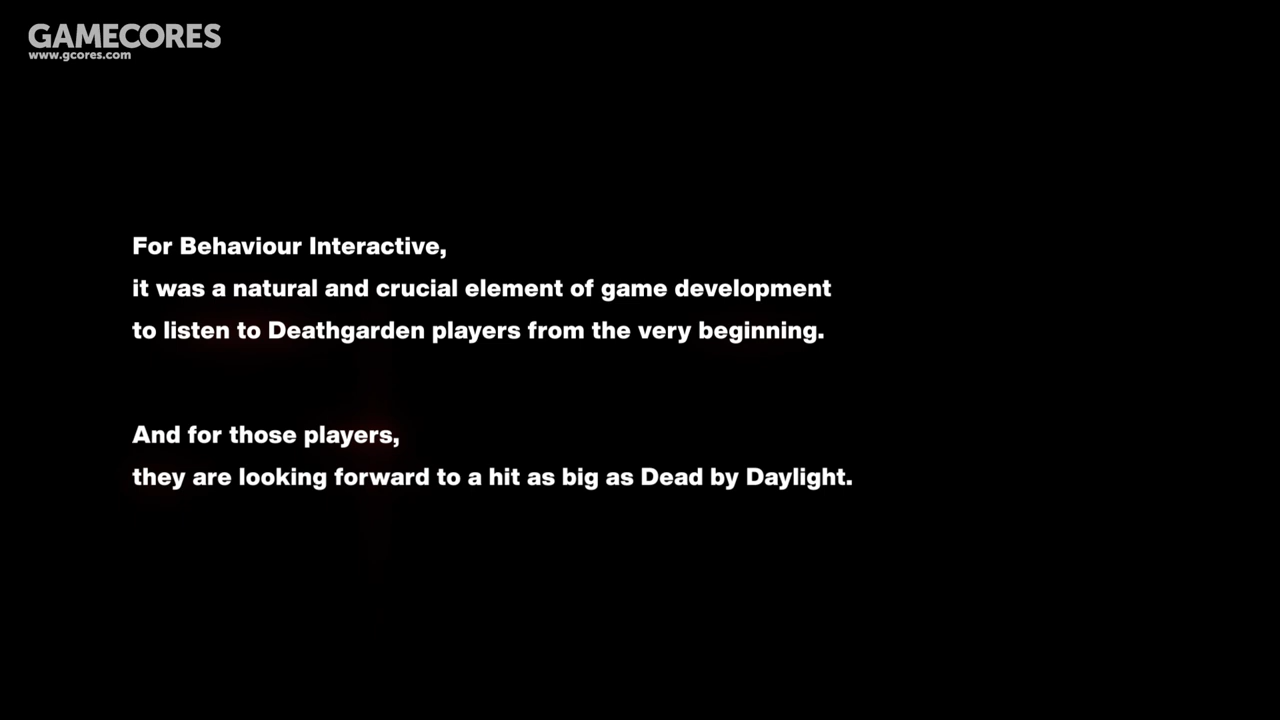 GAMECORES
www.gcores.com
For Behaviour Interactive,
it was a natural and crucial element of game development
to listen to Deathgarden players from the very beginning.
And for those players,
they are looking forward to a hit as big as Dead by Daylight.